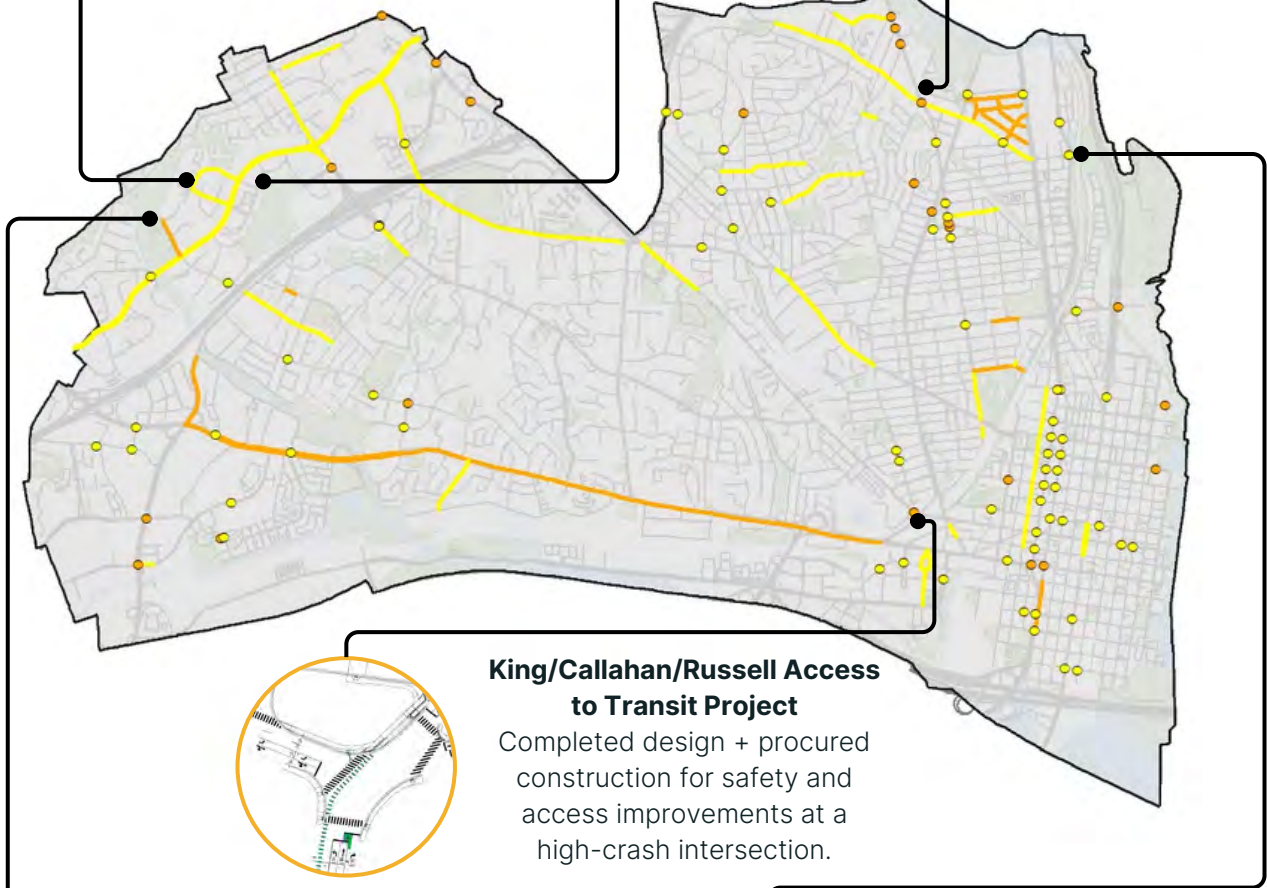 King/Callahan/Russell Access
to Transit Project
Completed design + procured
construction for safety and
access improvements at a
high-crash intersection.